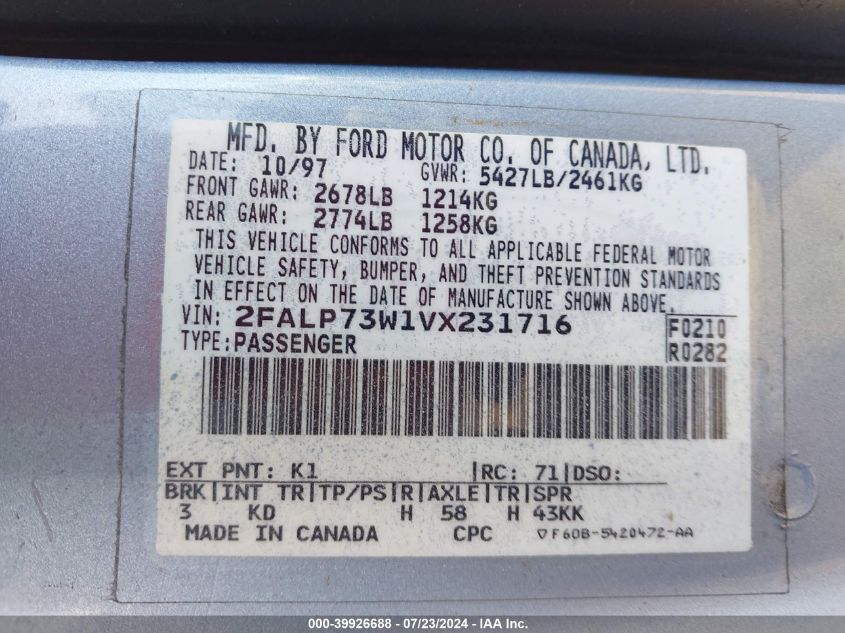 MFD. BY FORD MOTOR CO. OF CANADA, LTD.
DATE: 10/97 GVWR: 5427LB/2461KG
FRONT GAWR: 2678LB 1214KG
REAR GAWR: 2774LB 1258KG
THIS VEHICLE CONFORMS TO ALL APPLICABLE FEDERAL MOTOR
VEHICLE SAFETY, BUMPER, AND THEFT PREVENTION STANDARDS
IN EFFECT ON THE DATE OF MANUFACTURE SHOWN ABOVE.
VIN: 2FALP73W1VX231716 F0210
TYPE: PASSENGER R0282
EXT PNT: K1 |RC: 71|DSO:
BRK|INT TR|TP/PS|R|AXLE|TR|SPR
3 KD H 58 H 43KK
MADE IN CANADA CPC ▽F60B-5420472-AA
000-39926688 - 07/23/2024 - IAAI Inc.